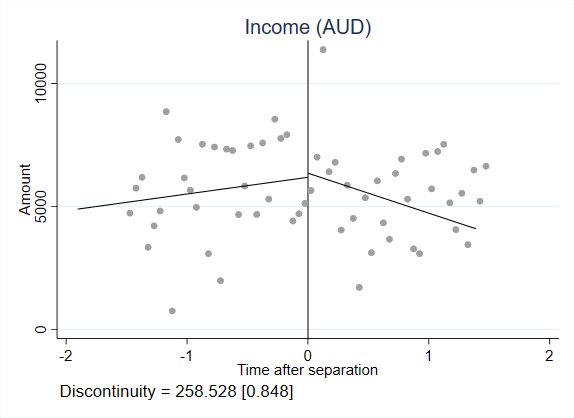 Income (AUD)
10000
5000
0
Amount
-2 -1 0 1 2
Time after separation
Discontinuity = 258.528 [0.848]